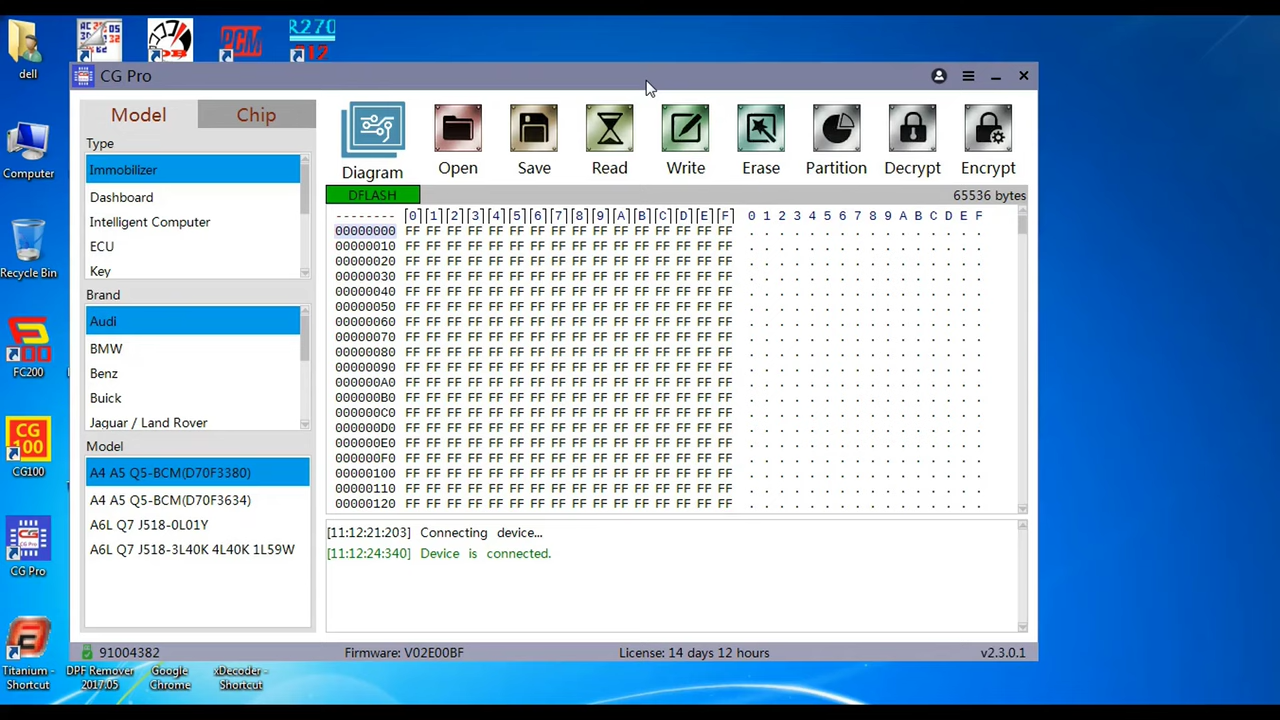 dell
Computer
Recycle Bin
FC200
CG
100
CG100
CG Pro
CG Pro
Titanium -
Shortcut
DPF Remover
2017.05
Google
Chrome
xDecoder -
Shortcut
PCM
R270
CG Pro
Model
Chip
Type
Immobilizer
Dashboard
Intelligent Computer
ECU
Key
Brand
Audi
BMW
Benz
Buick
Jaguar / Land Rover
Model
A4 A5 Q5-BCM(D70F3380)
A4 A5 Q5-BCM(D70F3634)
A6L Q7 J518-0L01Y
A6L Q7 J518-3L40K 4L40K 1L59W
Diagram
Open
Save
Read
Write
Erase
Partition
Decrypt
Encrypt
DFLASH
65536 bytes
-------- [0][1][2][3][4][5][6][7][8][9][A][B][C][D][E][F] 0 1 2 3 4 5 6 7 8 9 A B C D E F
00000000 FF FF FF FF FF FF FF FF FF FF FF FF FF FF FF FF . . . . . . . . . . . . . . . .
00000010 FF FF FF FF FF FF FF FF FF FF FF FF FF FF FF FF . . . . . . . . . . . . . . . .
00000020 FF FF FF FF FF FF FF FF FF FF FF FF FF FF FF FF . . . . . . . . . . . . . . . .
00000030 FF FF FF FF FF FF FF FF FF FF FF FF FF FF FF FF . . . . . . . . . . . . . . . .
00000040 FF FF FF FF FF FF FF FF FF FF FF FF FF FF FF FF . . . . . . . . . . . . . . . .
00000050 FF FF FF FF FF FF FF FF FF FF FF FF FF FF FF FF . . . . . . . . . . . . . . . .
00000060 FF FF FF FF FF FF FF FF FF FF FF FF FF FF FF FF . . . . . . . . . . . . . . . .
00000070 FF FF FF FF FF FF FF FF FF FF FF FF FF FF FF FF . . . . . . . . . . . . . . . .
00000080 FF FF FF FF FF FF FF FF FF FF FF FF FF FF FF FF . . . . . . . . . . . . . . . .
00000090 FF FF FF FF FF FF FF FF FF FF FF FF FF FF FF FF . . . . . . . . . . . . . . . .
000000A0 FF FF FF FF FF FF FF FF FF FF FF FF FF FF FF FF . . . . . . . . . . . . . . . .
000000B0 FF FF FF FF FF FF FF FF FF FF FF FF FF FF FF FF . . . . . . . . . . . . . . . .
000000C0 FF FF FF FF FF FF FF FF FF FF FF FF FF FF FF FF . . . . . . . . . . . . . . . .
000000D0 FF FF FF FF FF FF FF FF FF FF FF FF FF FF FF FF . . . . . . . . . . . . . . . .
000000E0 FF FF FF FF FF FF FF FF FF FF FF FF FF FF FF FF . . . . . . . . . . . . . . . .
000000F0 FF FF FF FF FF FF FF FF FF FF FF FF FF FF FF FF . . . . . . . . . . . . . . . .
00000100 FF FF FF FF FF FF FF FF FF FF FF FF FF FF FF FF . . . . . . . . . . . . . . . .
00000110 FF FF FF FF FF FF FF FF FF FF FF FF FF FF FF FF . . . . . . . . . . . . . . . .
00000120 FF FF FF FF FF FF FF FF FF FF FF FF FF FF FF FF . . . . . . . . . . . . . . . .
[11:12:21:203] Connecting device...
[11:12:24:340] Device is connected.
91004382
Firmware: V02E00BF
License: 14 days 12 hours
v2.3.0.1